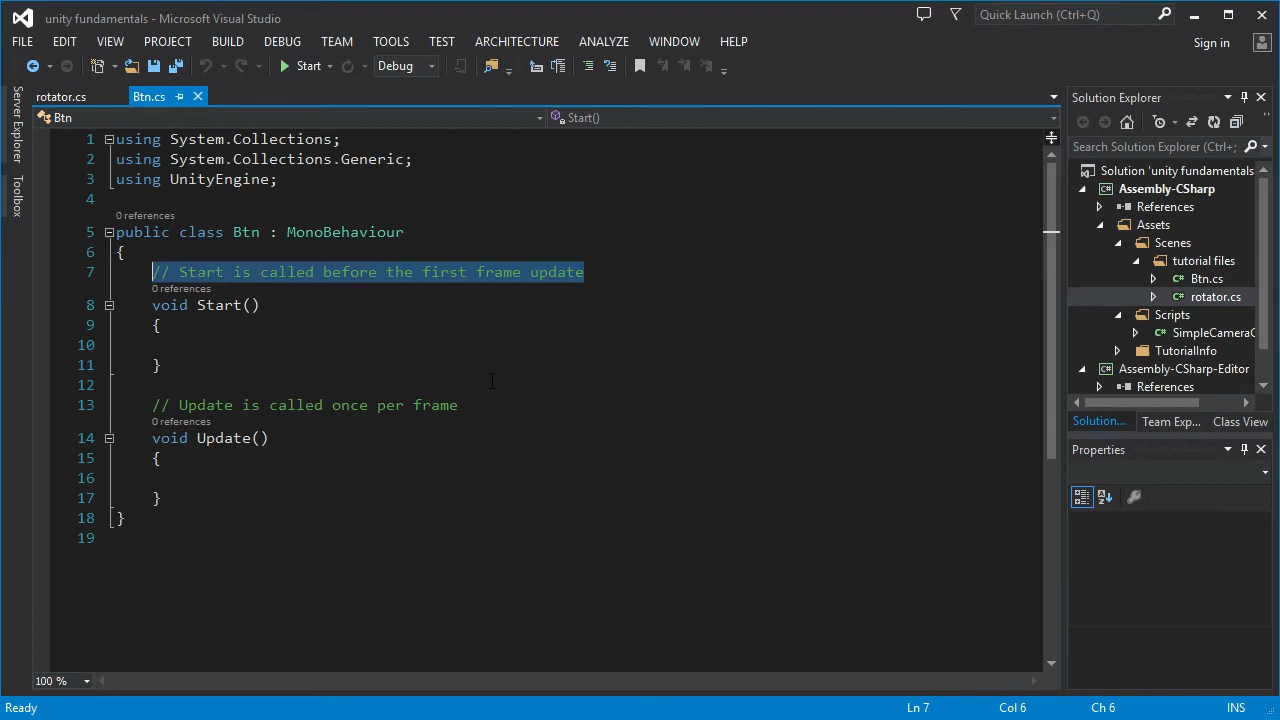 unity fundamentals - Microsoft Visual Studio
Quick Launch (Ctrl+Q)
FILE EDIT VIEW PROJECT BUILD DEBUG TEAM TOOLS TEST ARCHITECTURE ANALYZE WINDOW HELP
Sign in
Start Debug
Server Explorer
Toolbox
rotator.cs Btn.cs
Btn Start()
1 using System.Collections;
2 using System.Collections.Generic;
3 using UnityEngine;
4
0 references
5 public class Btn : MonoBehaviour
6 {
7 // Start is called before the first frame update
0 references
8 void Start()
9 {
10
11 }
12
13 // Update is called once per frame
0 references
14 void Update()
15 {
16
17 }
18 }
19
100 %
Solution Explorer
Search Solution Explorer (Ctrl+;
Solution 'unity fundamentals
Assembly-CSharp
References
Assets
Scenes
tutorial files
Btn.cs
rotator.cs
Scripts
SimpleCameraC
TutorialInfo
Assembly-CSharp-Editor
References
Solution... Team Exp... Class View
Properties
Ready Ln 7 Col 6 Ch 6 INS